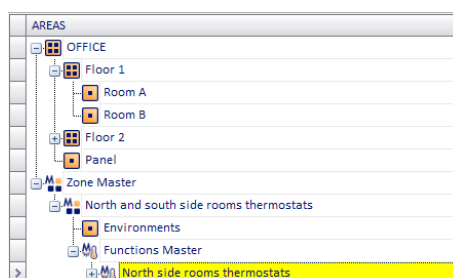 AREAS
OFFICE
Floor 1
Room A
Room B
Floor 2
Panel
Zone Master
North and south side rooms thermostats
Environments
Functions Master
North side rooms thermostats